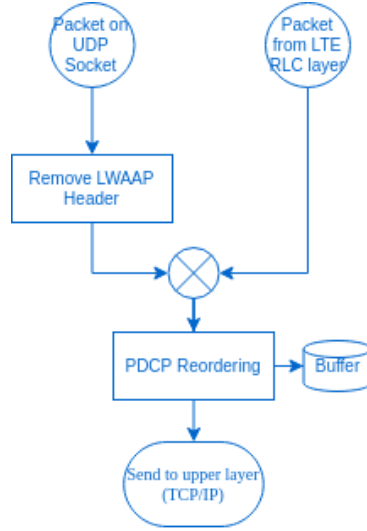 Packet on
UDP
Socket
Packet
from LTE
RLC layer
Remove LWAAP
Header
PDCP Reordering
Buffer
Send to upper layer
(TCP/IP)